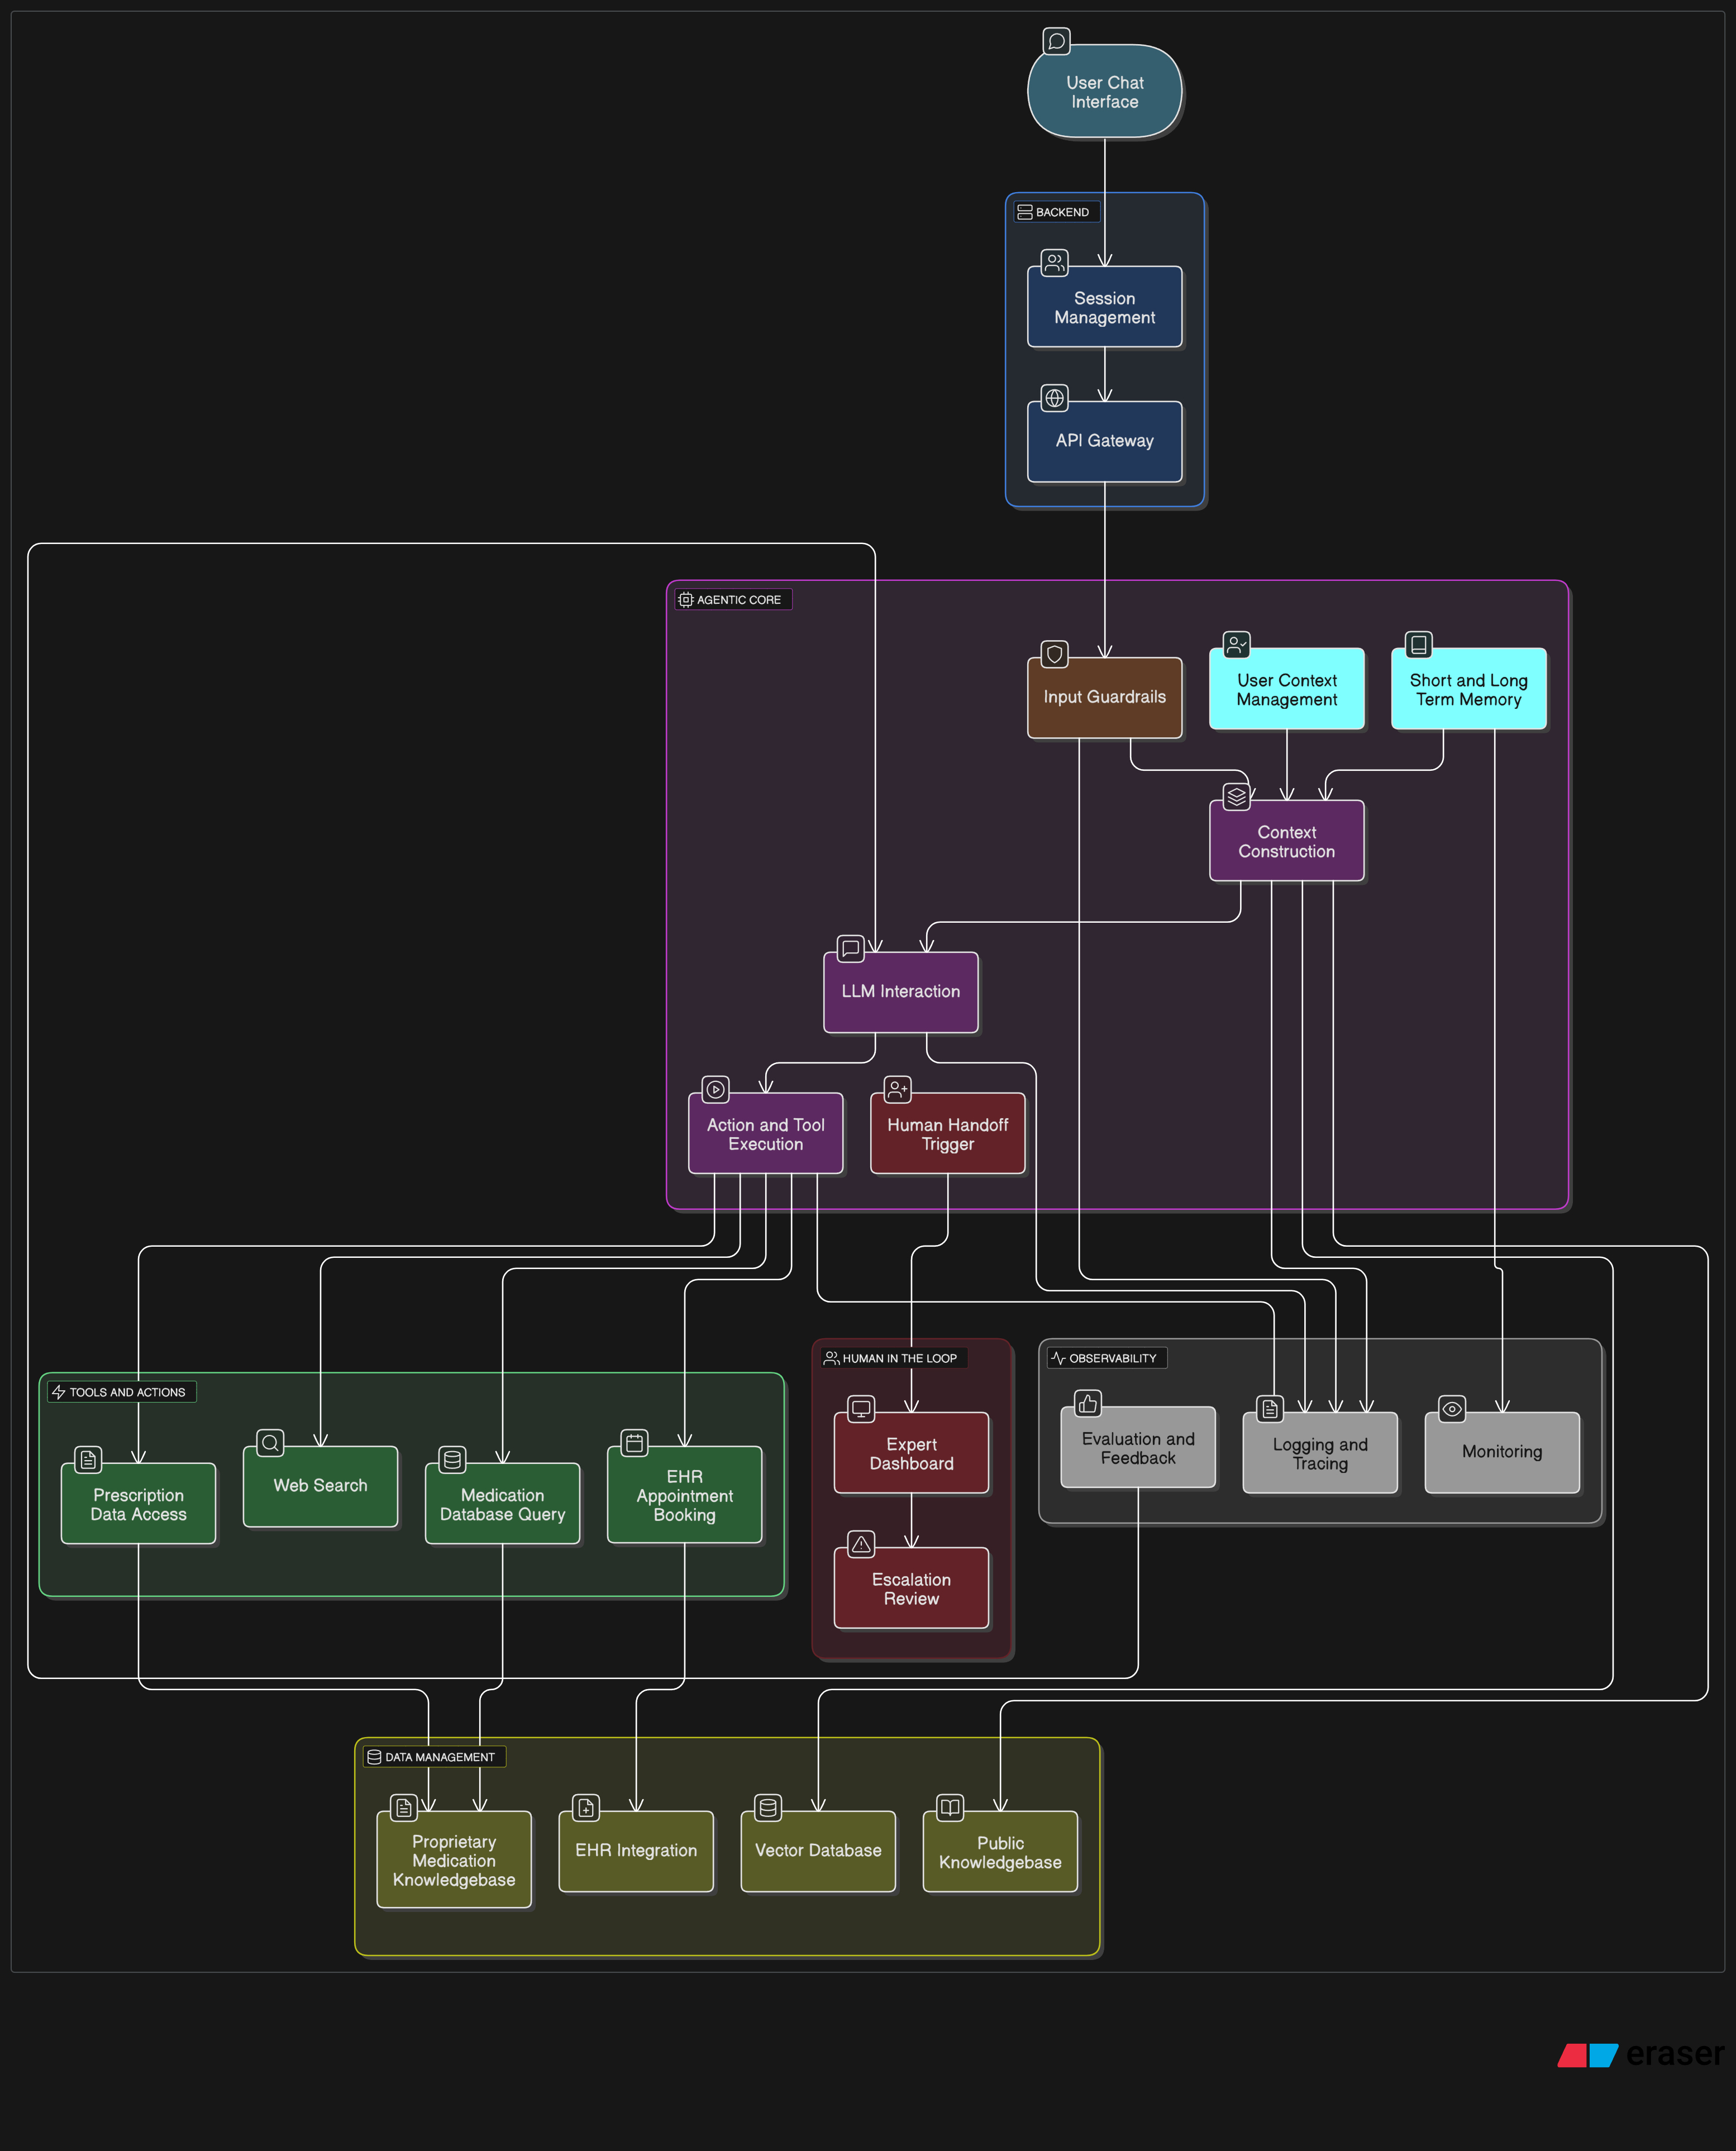 User Chat
Interface
BACKEND
Session
Management
API Gateway
AGENTIC CORE
Input Guardrails
User Context
Management
Short and Long
Term Memory
Context
Construction
LLM Interaction
Action and Tool
Execution
Human Handoff
Trigger
TOOLS AND ACTIONS
Prescription
Data Access
Web Search
Medication
Database Query
EHR
Appointment
Booking
HUMAN IN THE LOOP
Expert
Dashboard
Escalation
Review
OBSERVABILITY
Evaluation and
Feedback
Logging and
Tracing
Monitoring
DATA MANAGEMENT
Proprietary
Medication
Knowledgebase
EHR Integration
Vector Database
Public
Knowledgebase
eraser